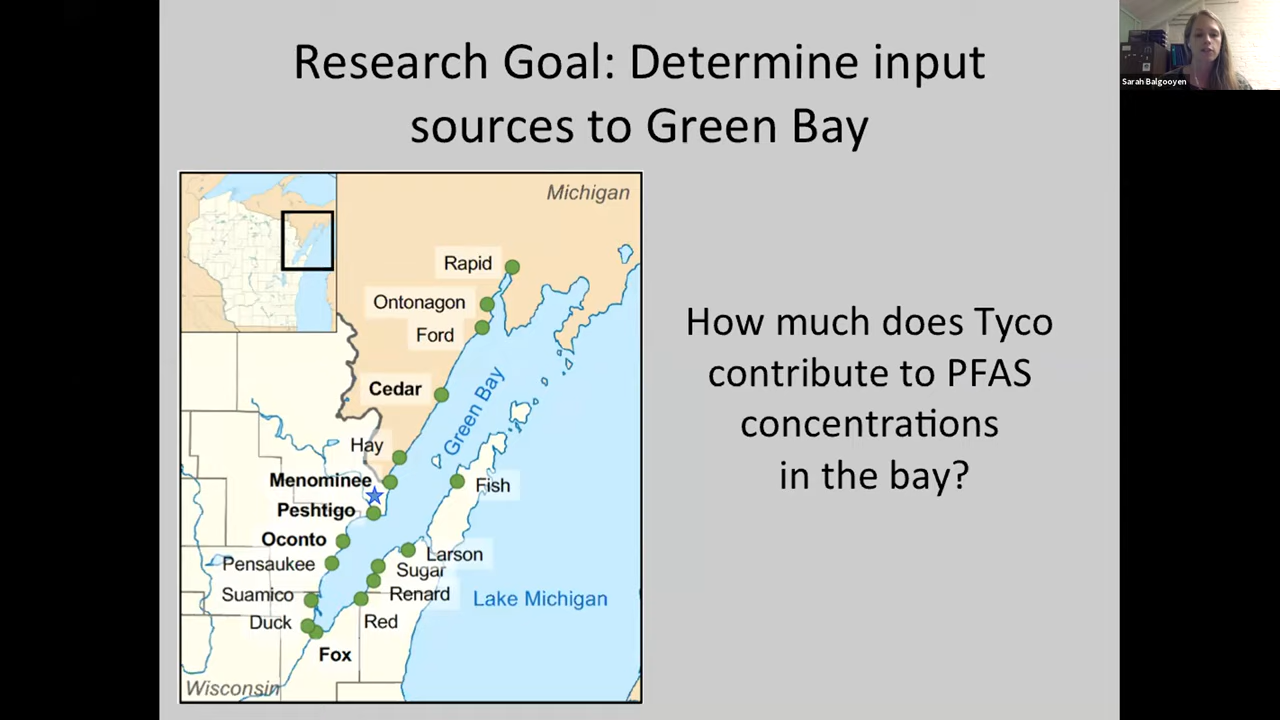 Research Goal: Determine input
sources to Green Bay
Sarah Balgooyen
Michigan
Rapid
Ontonagon
Ford
Cedar
Green Bay
Hay
Menominee
Fish
Peshtigo
Oconto
Larson
Pensaukee
Sugar
Suamico
Renard
Lake Michigan
Duck
Red
Fox
Wisconsin
How much does Tyco
contribute to PFAS
concentrations
in the bay?